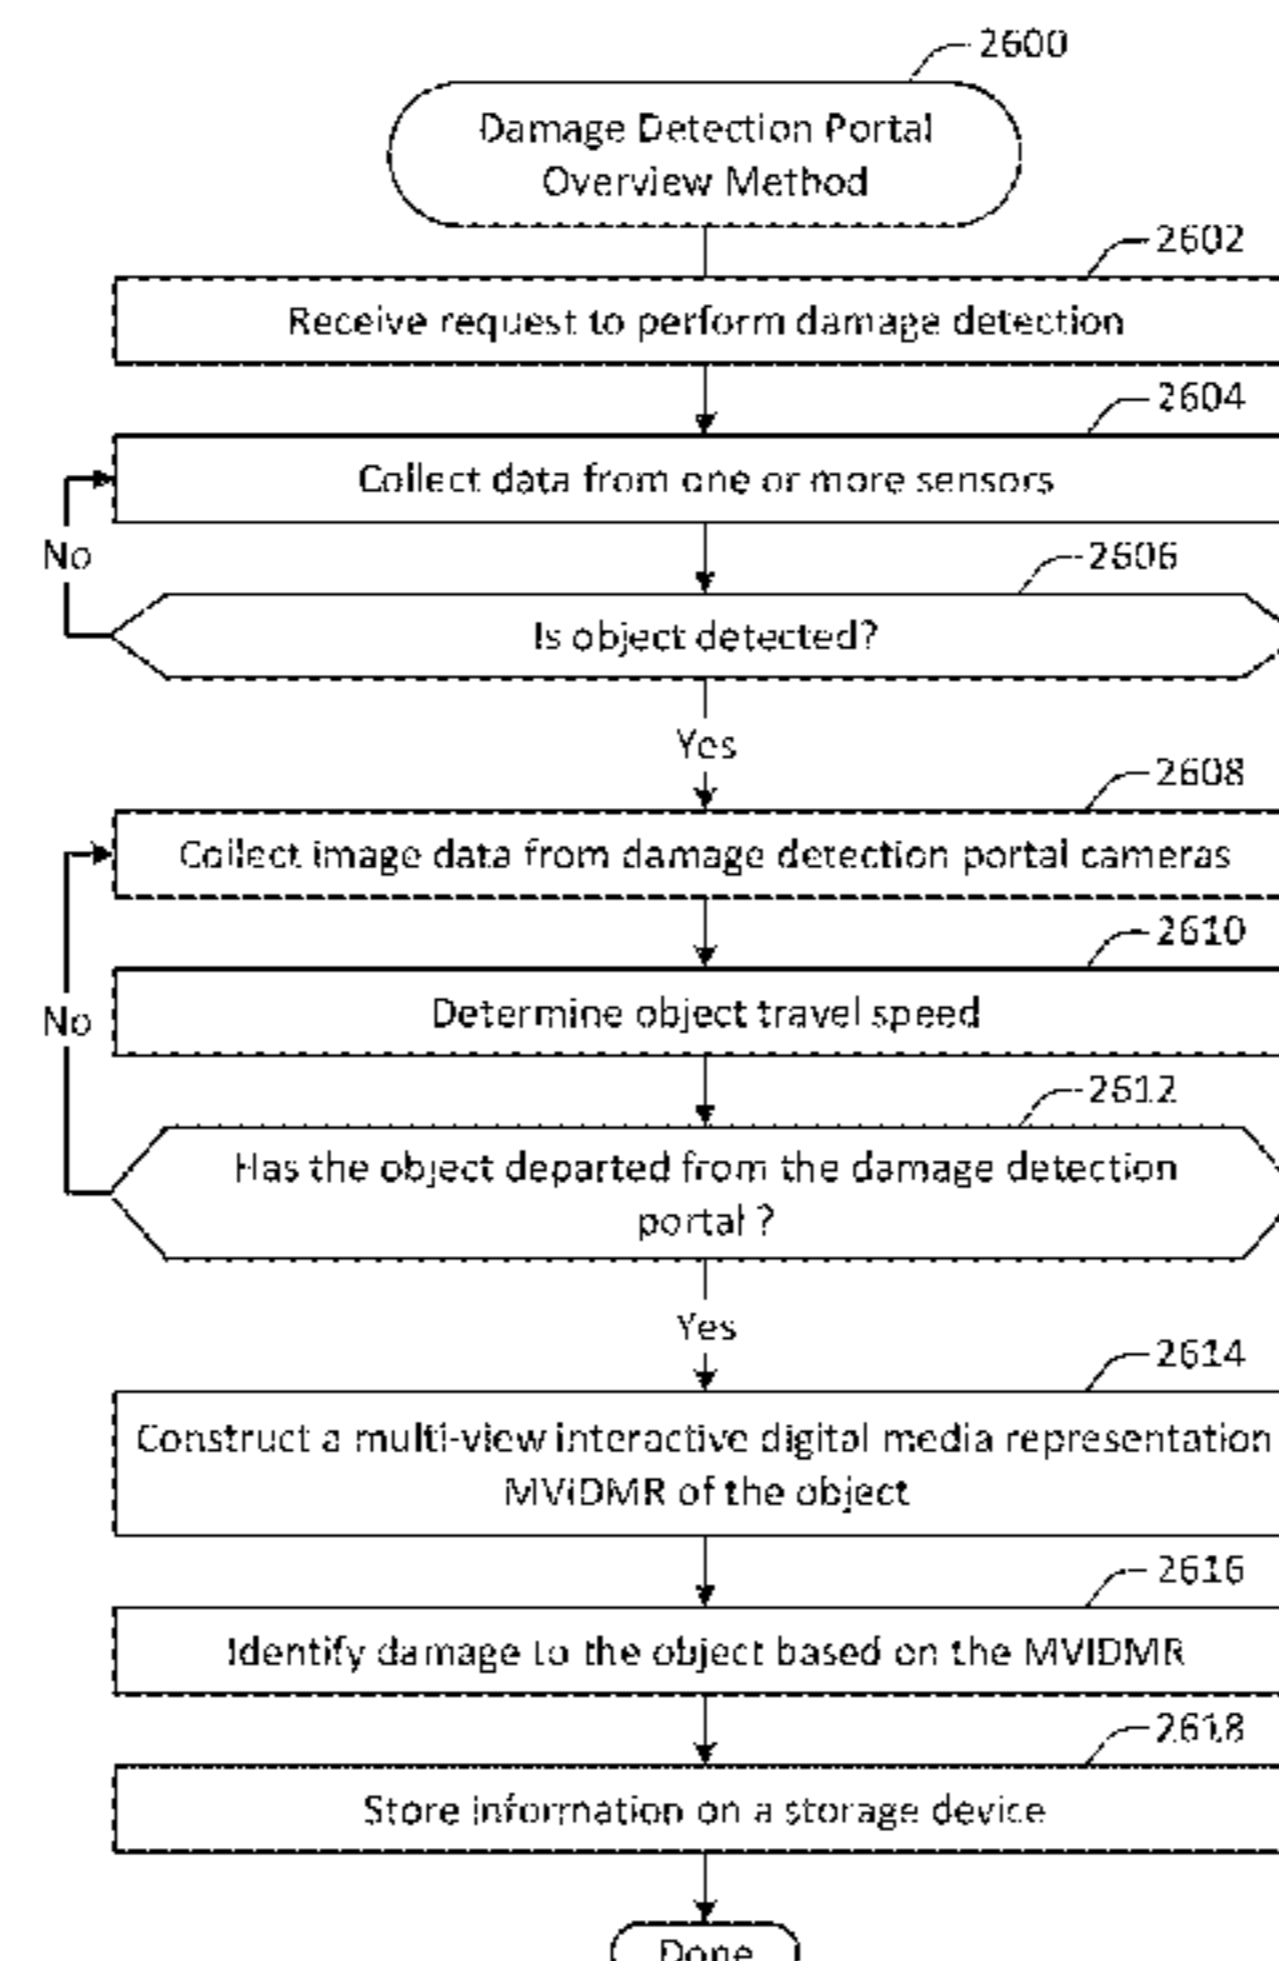 2600
Damage Detection Portal
Overview Method
2602
Receive request to perform damage detection
2604
Collect data from one or more sensors
No
2606
Is object detected?
Yes
2608
Collect image data from damage detection portal cameras
2610
Determine object travel speed
No
2612
Has the object departed from the damage detection
portal ?
Yes
2614
Construct a multi-view interactive digital media representation
MVIDMR of the object
2616
Identify damage to the object based on the MVIDMR
2618
Store information on a storage device
Done